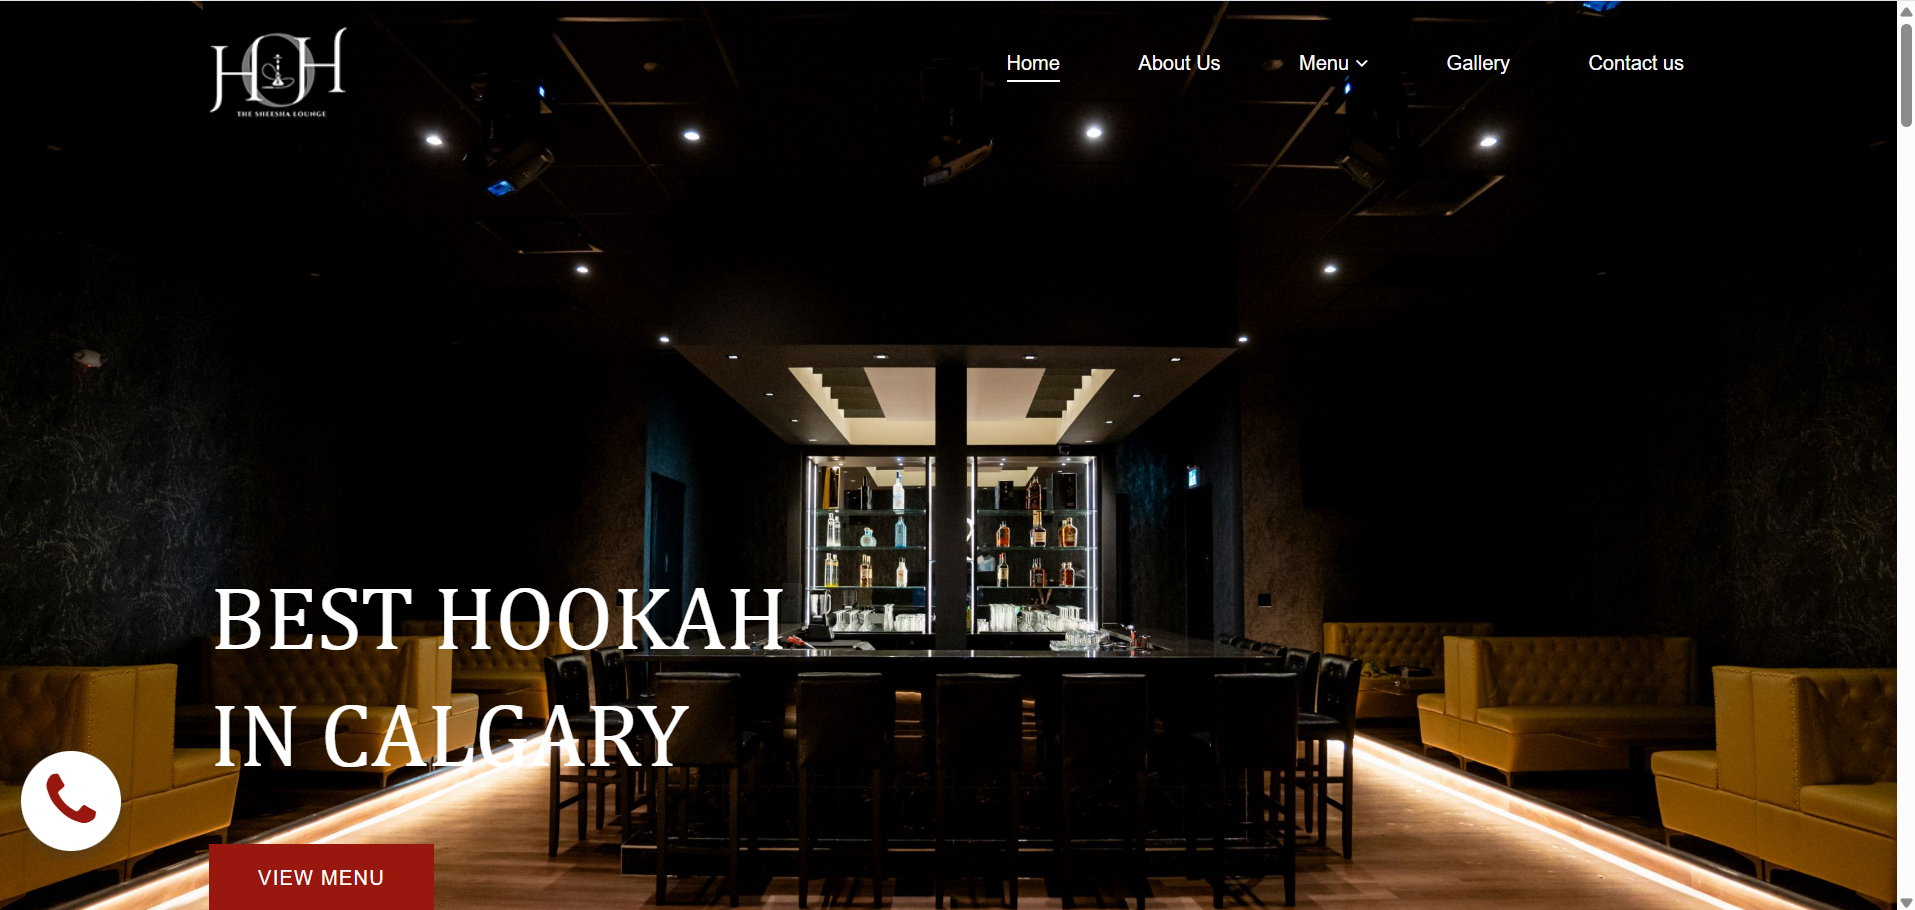 HOH
THE SHEESHA LOUNGE
Home
About Us
Menu
Gallery
Contact us
BEST HOOKAH
IN CALGARY
VIEW MENU